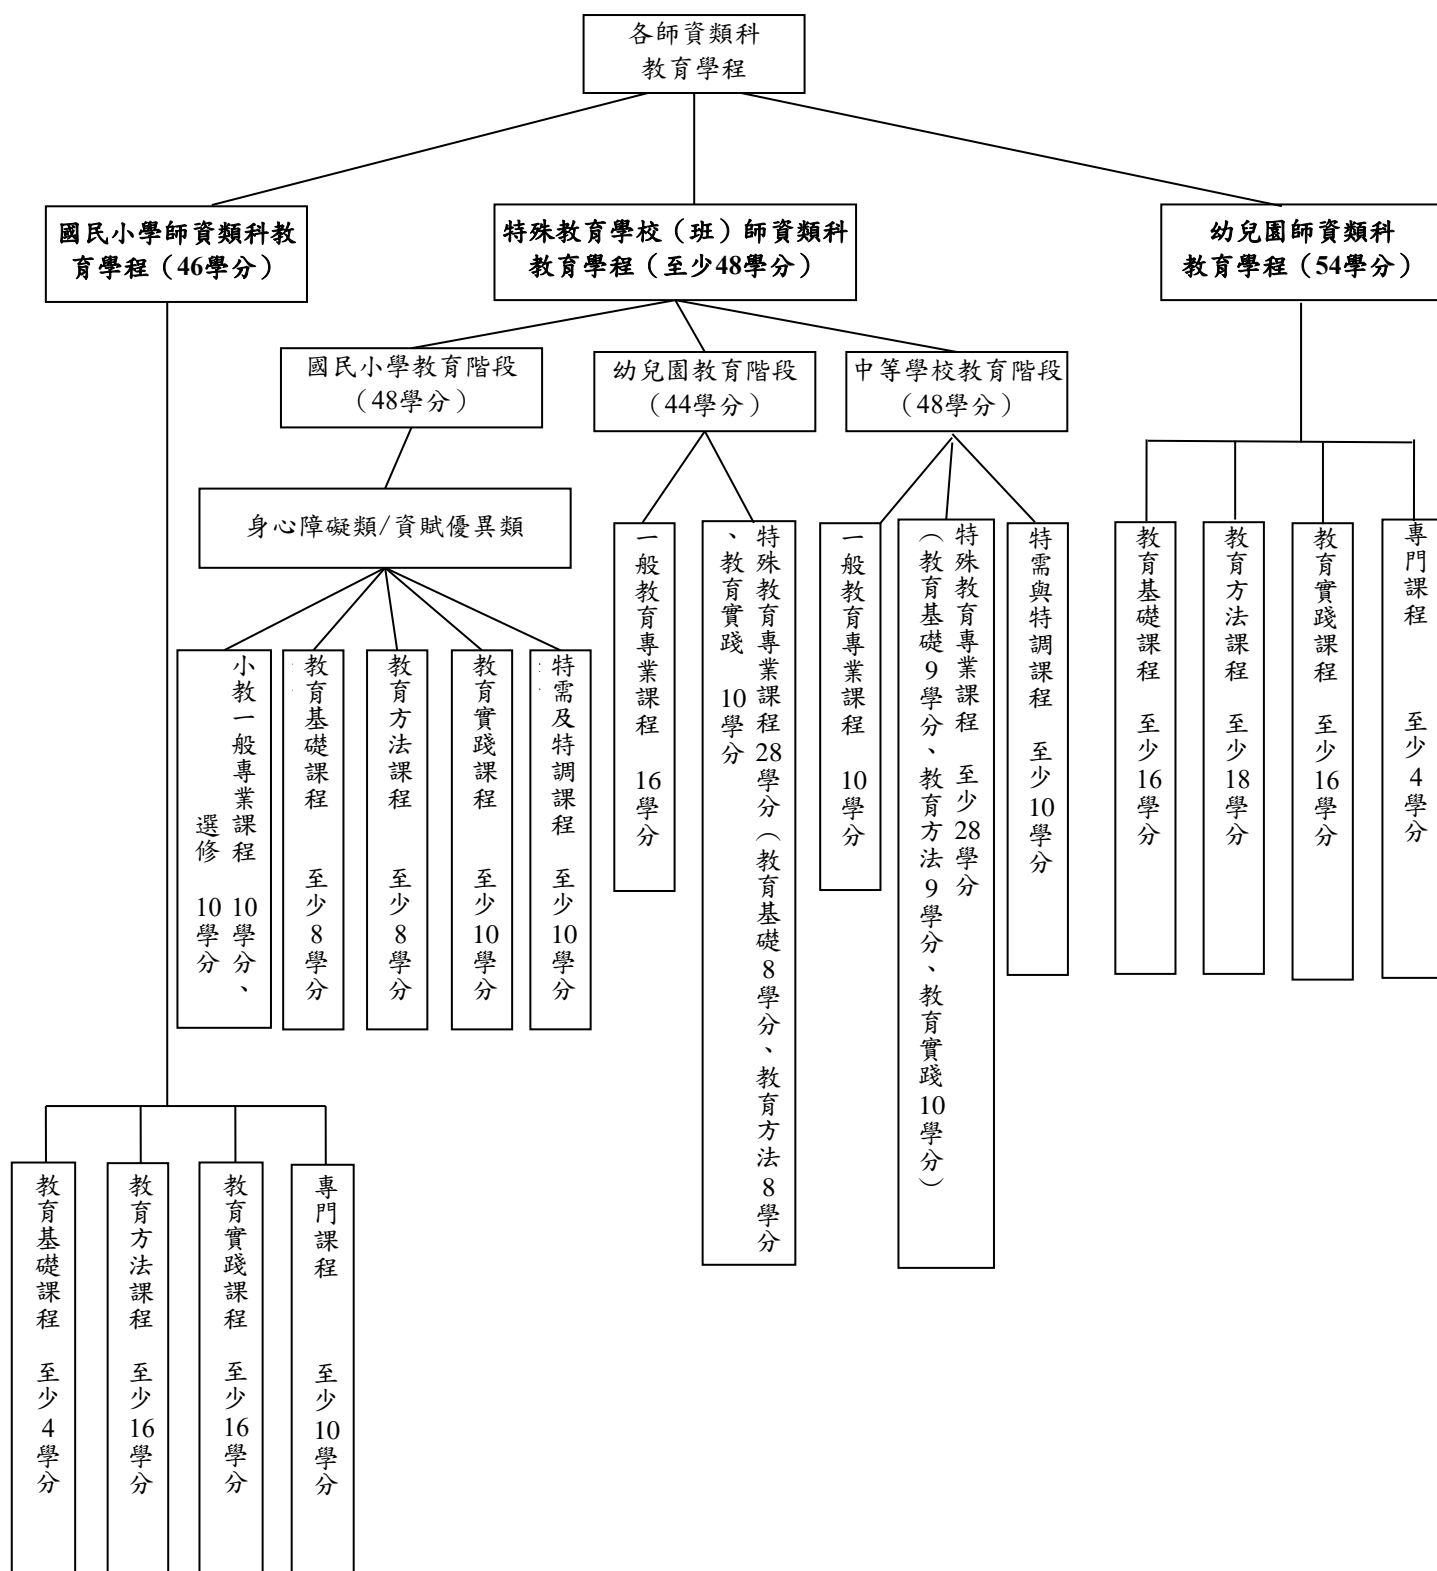 各師資類科
教育學程
國民小學師資類科教
育學程（46學分）
特殊教育學校（班）師資類科
教育學程（至少48學分）
幼兒園師資類科
教育學程（54學分）
國民小學教育階段
（48學分）
幼兒園教育階段
（44學分）
中等學校教育階段
（48學分）
身心障礙類/資賦優異類
小教一般專業課程 10學分、
選修 10學分
教育基礎課程 至少8學分
教育方法課程 至少8學分
教育實踐課程 至少10學分
特需及特調課程 至少10學分
一般教育專業課程 16學分
特殊教育專業課程28學分（教育基礎8學分、教育方法8學分
、教育實踐 10學分
一般教育專業課程 10學分
特殊教育專業課程 至少28學分
（教育基礎9學分、教育方法9學分、教育實踐10學分）
特需與特調課程 至少10學分
教育基礎課程 至少16學分
教育方法課程 至少18學分
教育實踐課程 至少16學分
專門課程 至少4學分
教育基礎課程 至少4學分
教育方法課程 至少16學分
教育實踐課程 至少16學分
專門課程 至少10學分